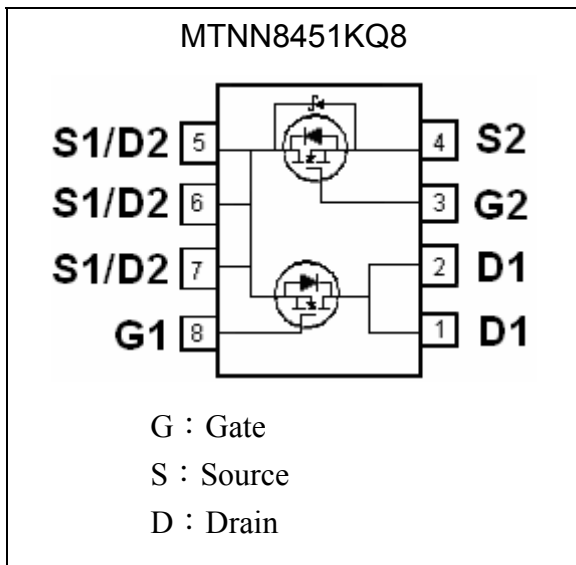 MTNN8451KQ8
S1/D2 5 4 S2
S1/D2 6 3 G2
S1/D2 7 2 D1
G1 8 1 D1
G：Gate
S：Source
D：Drain